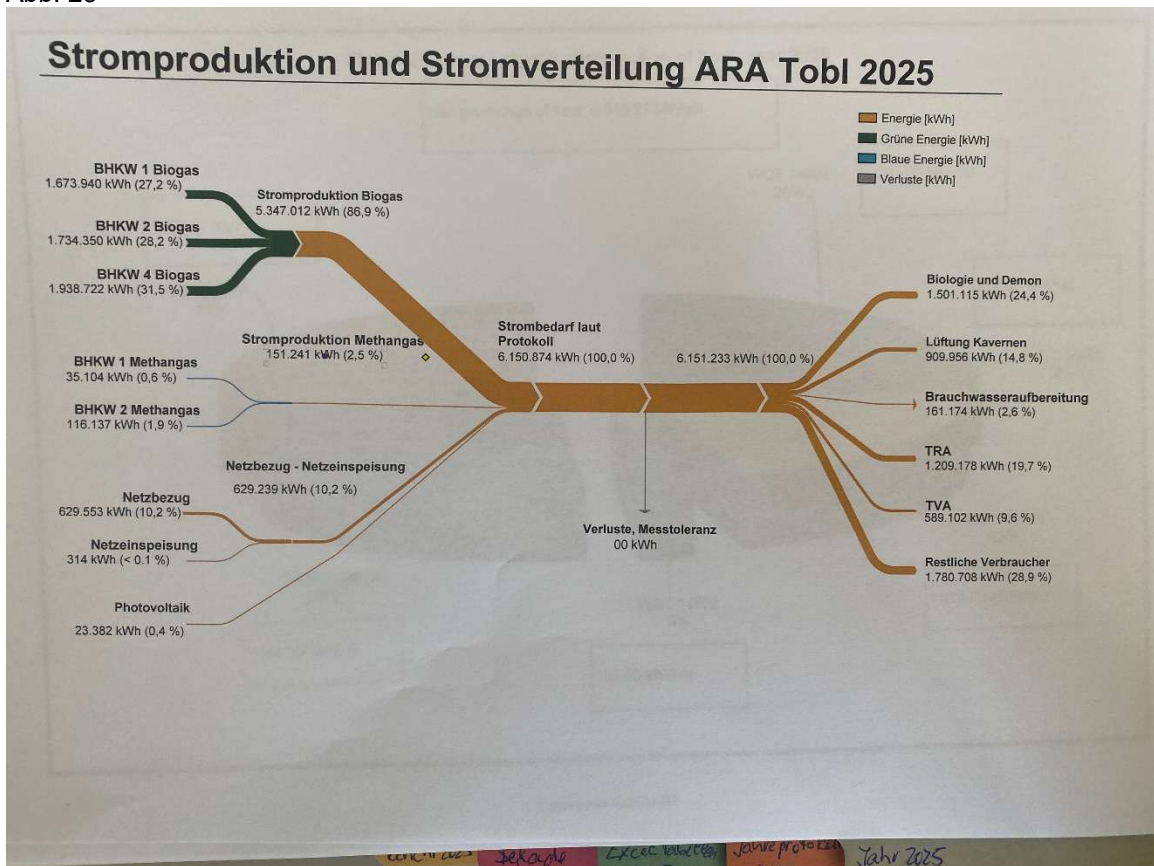 Stromproduktion und Stromverteilung ARA Tobl 2025
Energie [kWh]
Grüne Energie [kWh]
Blaue Energie [kWh]
Verluste [kWh]
BHKW 1 Biogas
1.673.940 kWh (27,2 %)
Stromproduktion Biogas
5.347.012 kWh (86,9 %)
BHKW 2 Biogas
1.734.350 kWh (28,2 %)
BHKW 4 Biogas
1.938.722 kWh (31,5 %)
Stromproduktion Methangas
151.241 kWh (2,5 %)
BHKW 1 Methangas
35.104 kWh (0,6 %)
BHKW 2 Methangas
116.137 kWh (1,9 %)
Netzbezug - Netzeinspeisung
629.239 kWh (10,2 %)
Netzbezug
629.553 kWh (10,2 %)
Netzeinspeisung
314 kWh (< 0.1 %)
Photovoltaik
23.382 kWh (0,4 %)
Strombedarf laut
Protokoll
6.150.874 kWh (100,0 %)
6.151.233 kWh (100,0 %)
Verluste, Messtoleranz
00 kWh
Biologie und Demon
1.501.115 kWh (24,4 %)
Lüftung Kavernen
909.956 kWh (14,8 %)
Brauchwasseraufbereitung
161.174 kWh (2,6 %)
TRA
1.209.178 kWh (19,7 %)
TVA
589.102 kWh (9,6 %)
Restliche Verbraucher
1.780.708 kWh (28,9 %)
Dekade
Jahr 2025